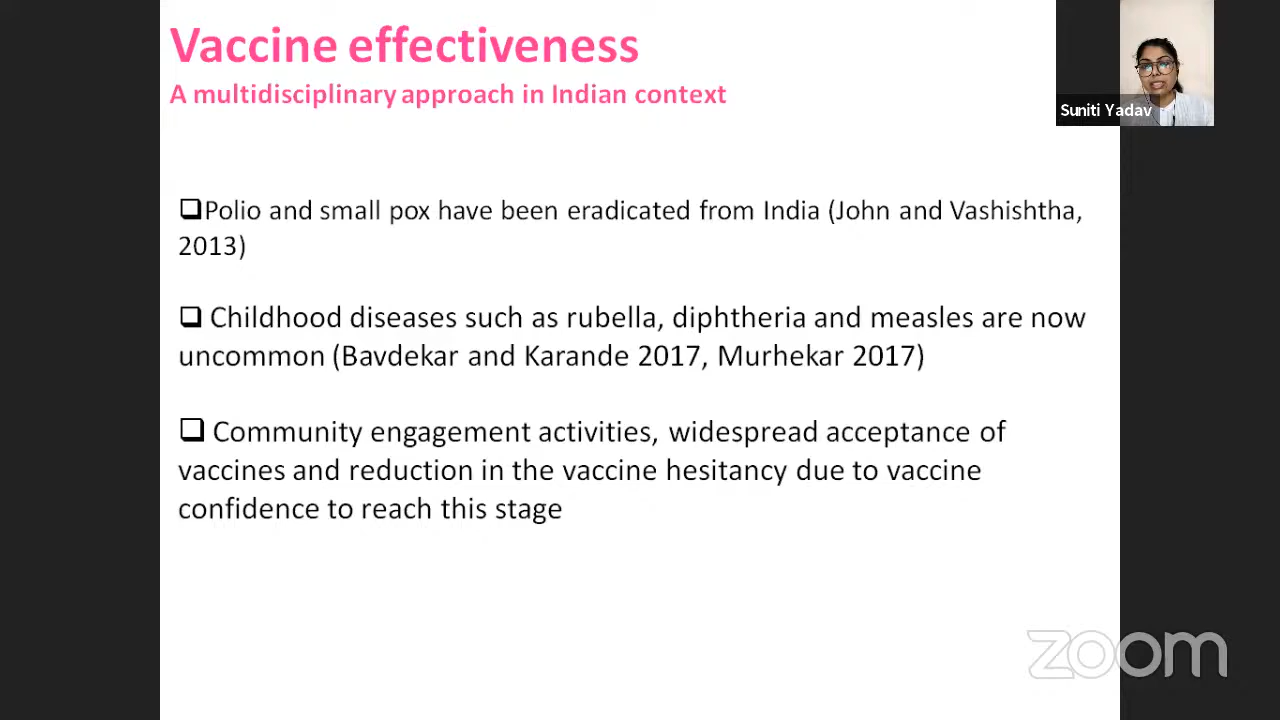 Vaccine effectiveness
A multidisciplinary approach in Indian context
Suniti Yadav
❑Polio and small pox have been eradicated from India (John and Vashishtha,
2013)
❑ Childhood diseases such as rubella, diphtheria and measles are now
uncommon (Bavdekar and Karande 2017, Murhekar 2017)
❑ Community engagement activities, widespread acceptance of
vaccines and reduction in the vaccine hesitancy due to vaccine
confidence to reach this stage
zoom